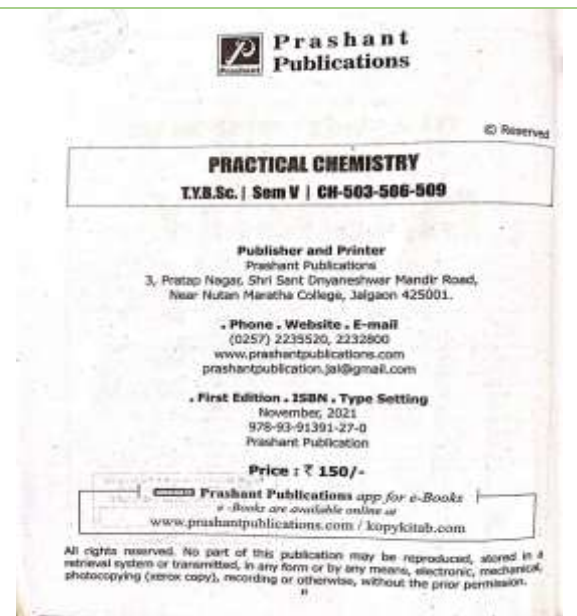 Prashant
Publications
Prashant
© Reserved
PRACTICAL CHEMISTRY
T.Y.B.Sc. | Sem V | CH-503-506-509
Publisher and Printer
Prashant Publications
3, Pratap Nagar, Shri Sant Dnyaneshwar Mandir Road,
Near Nutan Maratha College, Jalgaon 425001.
. Phone . Website . E-mail
(0257) 2235520, 2232800
www.prashantpublications.com
prashantpublication.jal@gmail.com
. First Edition . ISBN . Type Setting
November, 2021
978-93-91391-27-0
Prashant Publication
Price : ₹ 150/-
Prashant Publications app for e-Books
e-Books are available online at
www.prashantpublications.com / kopykitab.com
All rights reserved. No part of this publication may be reproduced, stored in a
retrieval system or transmitted, in any form or by any means, electronic, mechanical,
photocopying (xerox copy), recording or otherwise, without the prior permission.